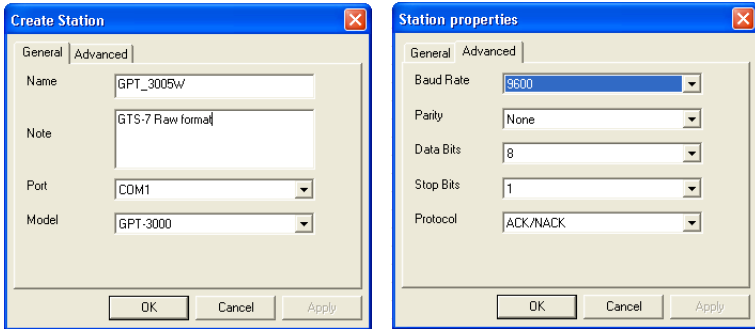 Create Station
General Advanced
Name GPT_3005W
Note GTS-7 Raw format
Port COM1
Model GPT-3000
OK Cancel Apply
Station properties
General Advanced
Baud Rate 9600
Parity None
Data Bits 8
Stop Bits 1
Protocol ACK/NACK
OK Cancel Apply